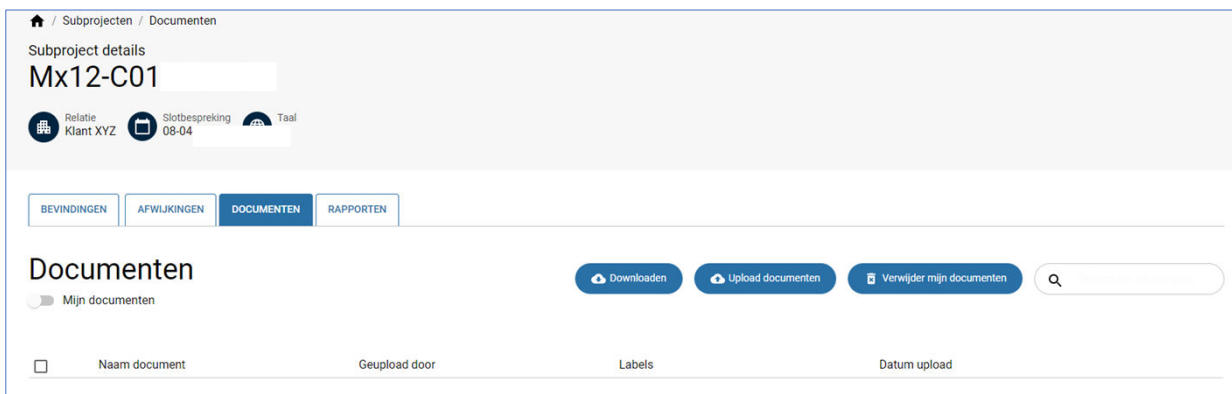 / Subprojecten / Documenten
Subproject details
Mx12-C01
Relatie Slotbespreking Taal
Klant XYZ 08-04
BEVINDINGEN AFWIJKINGEN DOCUMENTEN RAPPORTEN
Documenten
Downloaden Upload documenten Verwijder mijn documenten
Mijn documenten
Naam document Geupload door Labels Datum upload